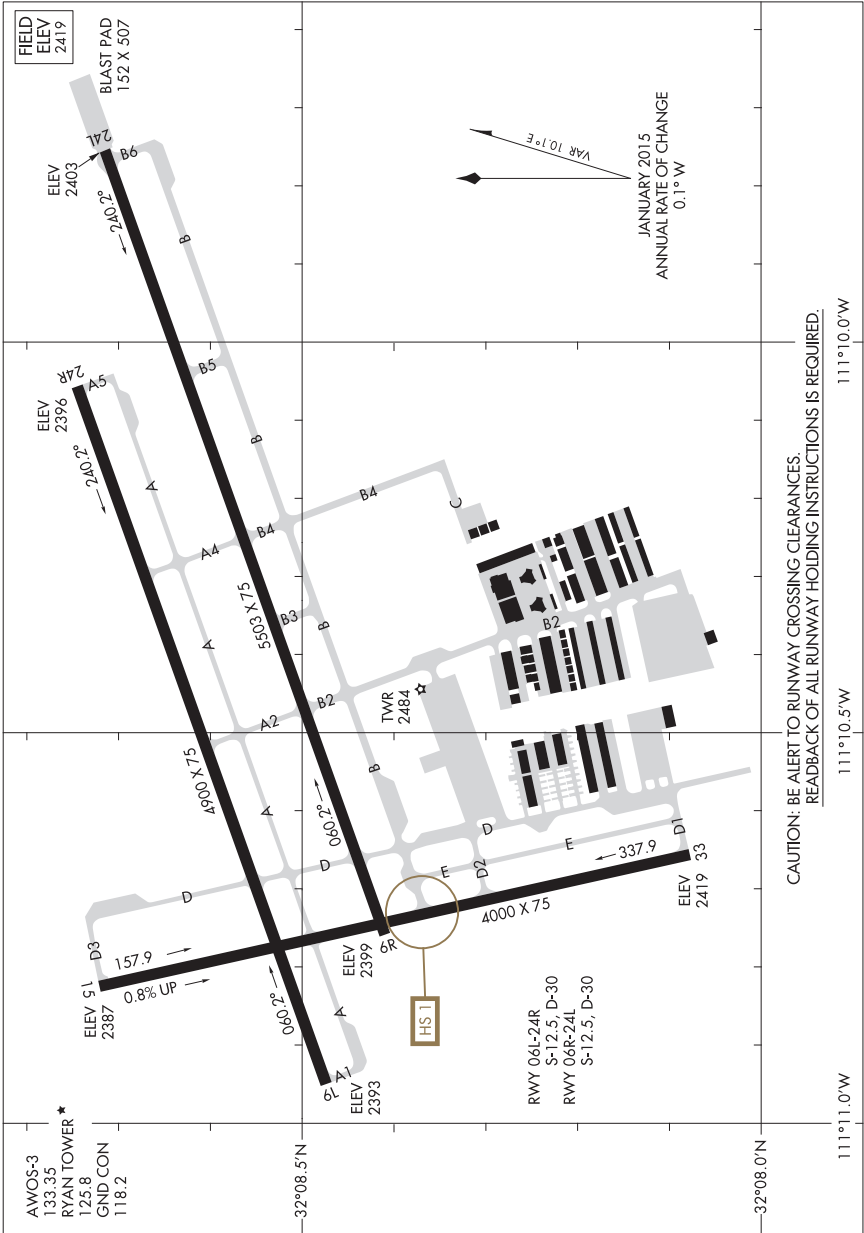 AWOS-3
133.35
RYAN TOWER
125.8
GND CON
118.2
FIELD
ELEV
2419
BLAST PAD
152 X 507
ELEV
2403
24L
B6
240.2°
B
ELEV
2396
24R
A5
240.2°
A
B5
B
A4
B4
B4
C
A
5503 X 75
B3
B
B2
A2
B2
TWR
2484
4900 X 75
A
B
060.2°
D
D
D
D3
15
157.9
0.8% UP
ELEV
2387
060.2°
A
6L
A1
ELEV
2393
ELEV
2399
6R
HS 1
E
D2
E
D1
337.9
33
4000 X 75
ELEV
2419
RWY 06L-24R
S-12.5, D-30
RWY 06R-24L
S-12.5, D-30
VAR 10.1° E
JANUARY 2015
ANNUAL RATE OF CHANGE
0.1° W
32°08.5'N
32°08.0'N
111°11.0'W
111°10.5'W
111°10.0'W
CAUTION: BE ALERT TO RUNWAY CROSSING CLEARANCES.
READBACK OF ALL RUNWAY HOLDING INSTRUCTIONS IS REQUIRED.